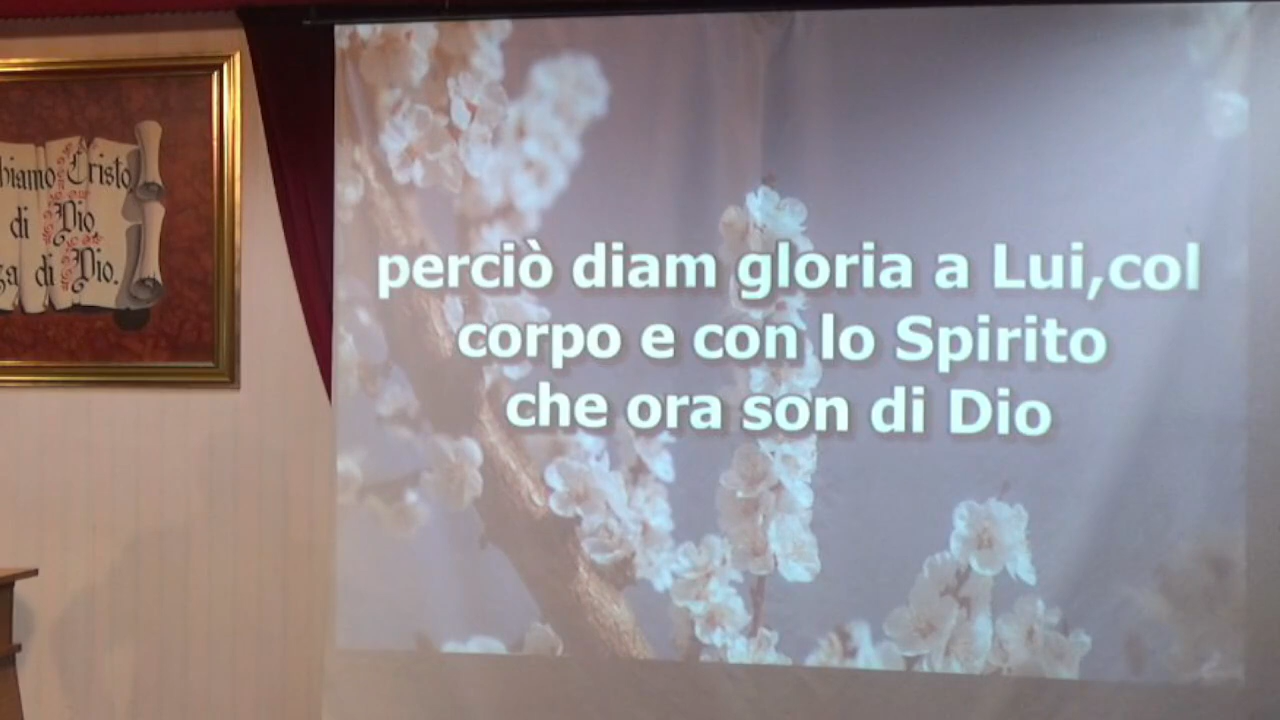 Cristo
di Dio,
di Dio.
perciò diam gloria a Lui,col
corpo e con lo Spirito
che ora son di Dio